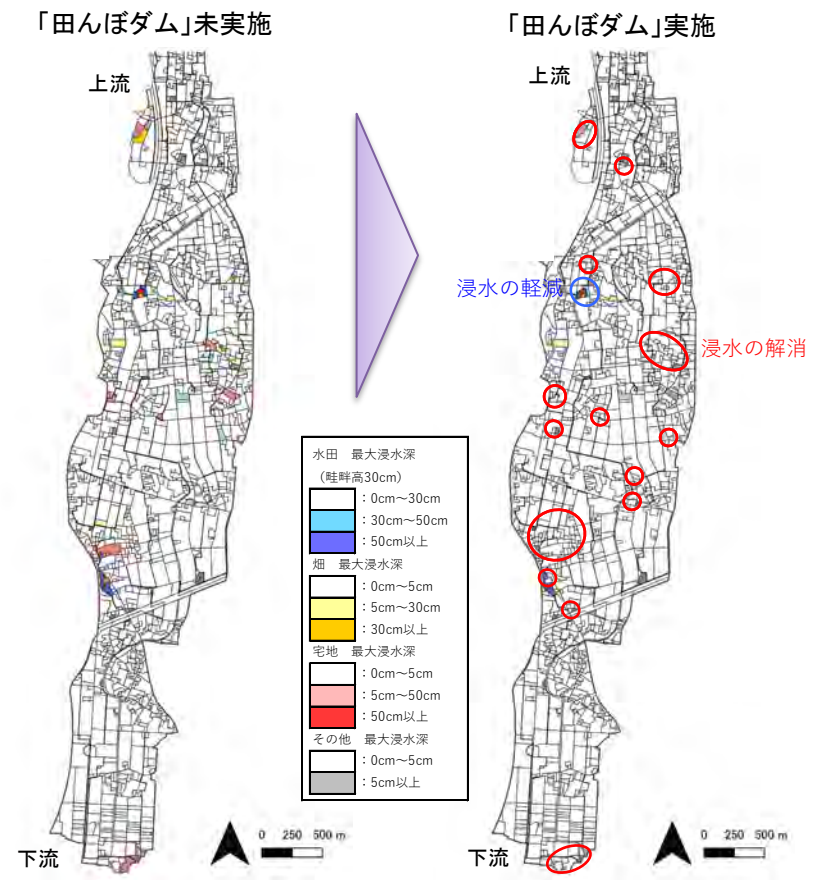 「田んぼダム」未実施
「田んぼダム」実施
上流
上流
浸水の軽減
浸水の解消
水田　最大浸水深
（畦畔高30cm）
：0cm～30cm
：30cm～50cm
：50cm以上
畑　最大浸水深
：0cm～5cm
：5cm～30cm
：30cm以上
宅地　最大浸水深
：0cm～5cm
：5cm～50cm
：50cm以上
その他　最大浸水深
：0cm～5cm
：5cm以上
下流
0 250 500 m
下流
0 250 500 m